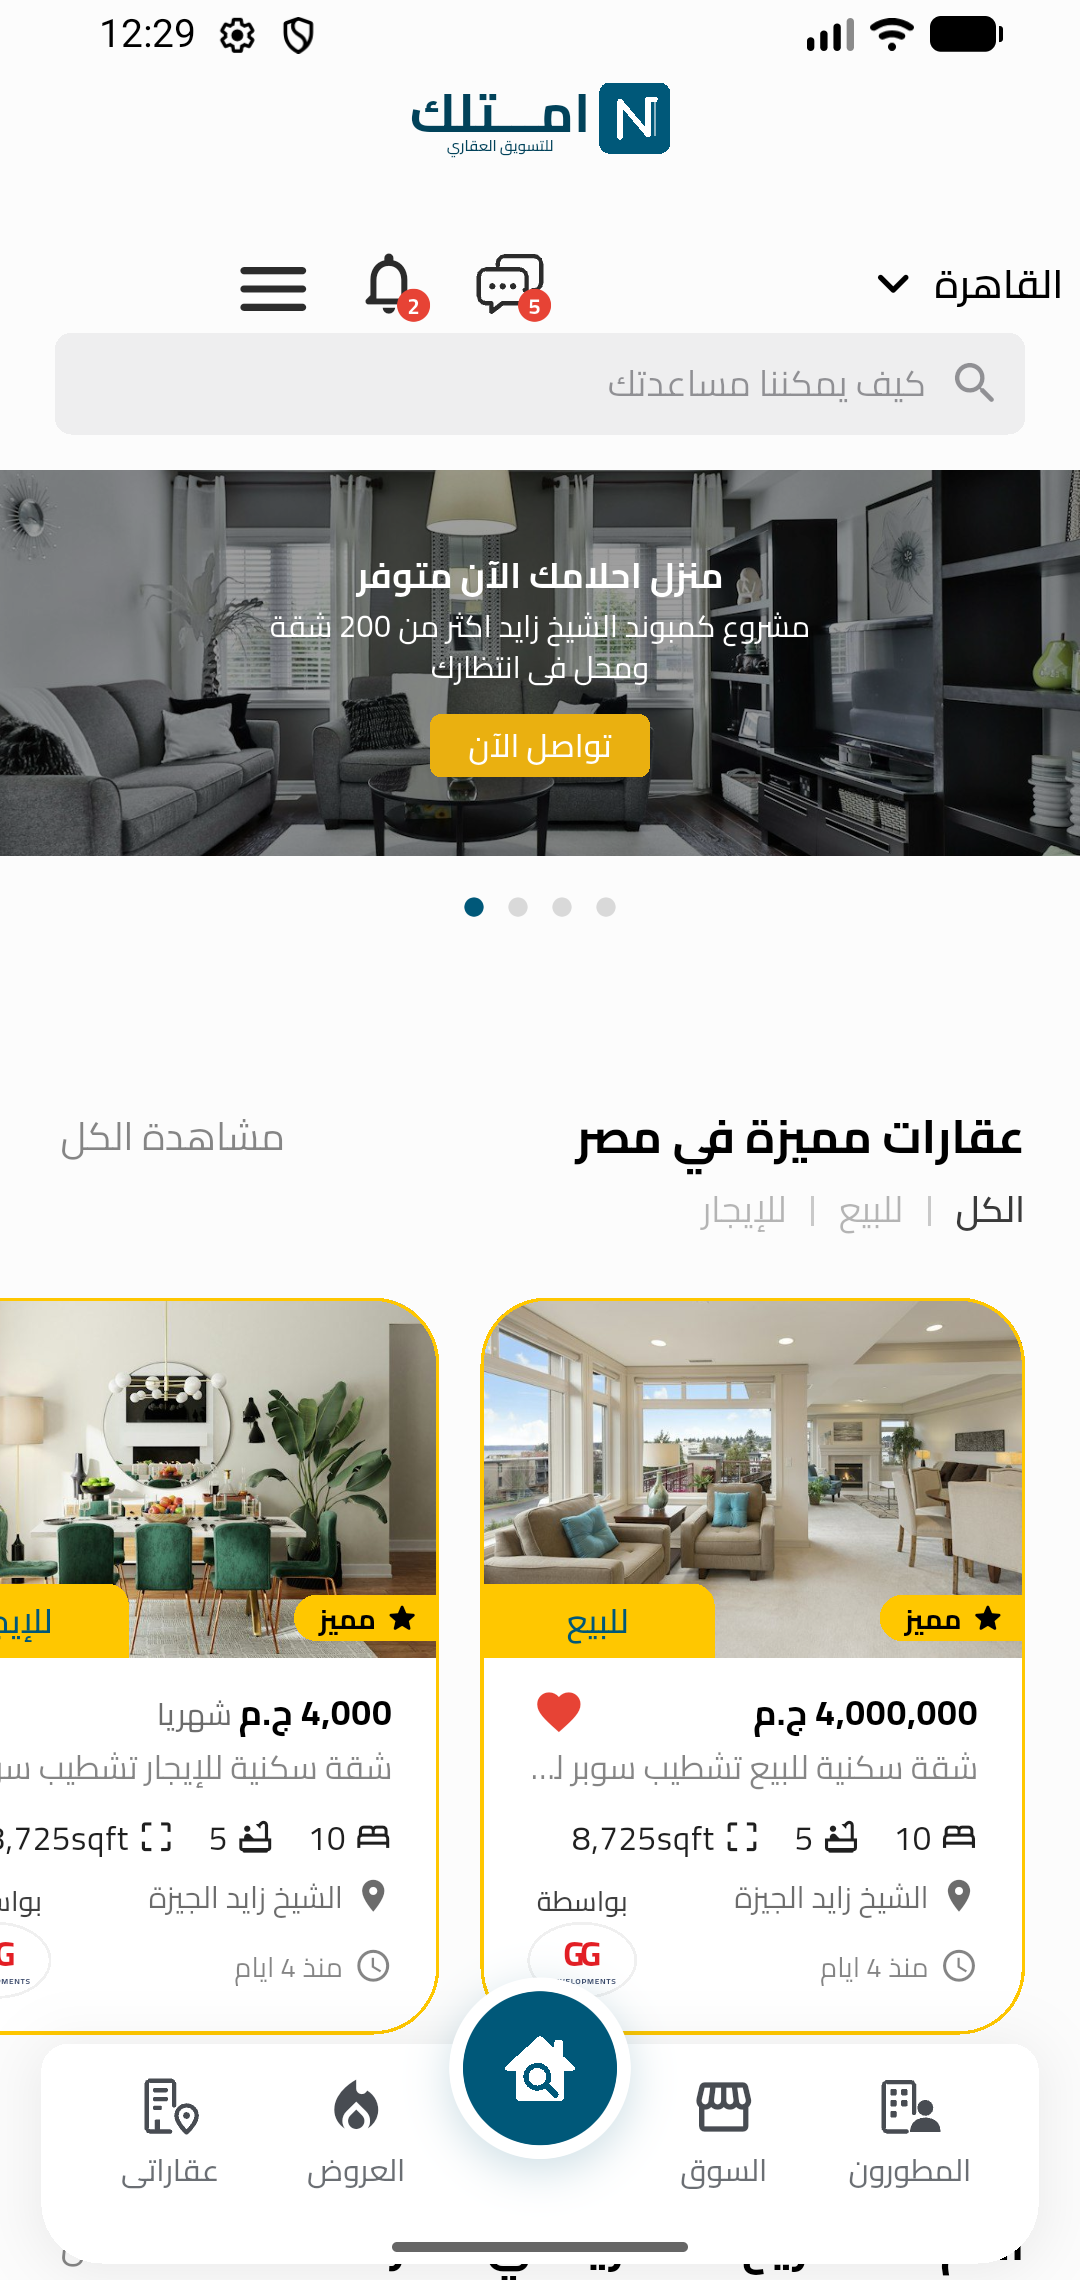 12:29
امـــتلك
للتسويق العقاري
القاهرة
5
2
كيف يمكننا مساعدتك
منزل احلامك الآن متوفر
مشروع كمبوند الشيخ زايد اكثر من 200 شقة
ومحل فى انتظارك
تواصل الآن
عقارات مميزة في مصر
مشاهدة الكل
الكل | للبيع | للإيجار
مميز
للبيع
4,000,000 ج.م
شقة سكنية للبيع تشطيب سوبر لـ...
10 5 8,725sqft
الشيخ زايد الجيزة
بواسطة
منذ 4 ايام
GG
مميز
4,000 ج.م شهريا
شقة سكنية للإيجار تشطيب
10 5
الشيخ زايد الجيزة
منذ 4 ايام
المطورون
السوق
العروض
عقاراتى